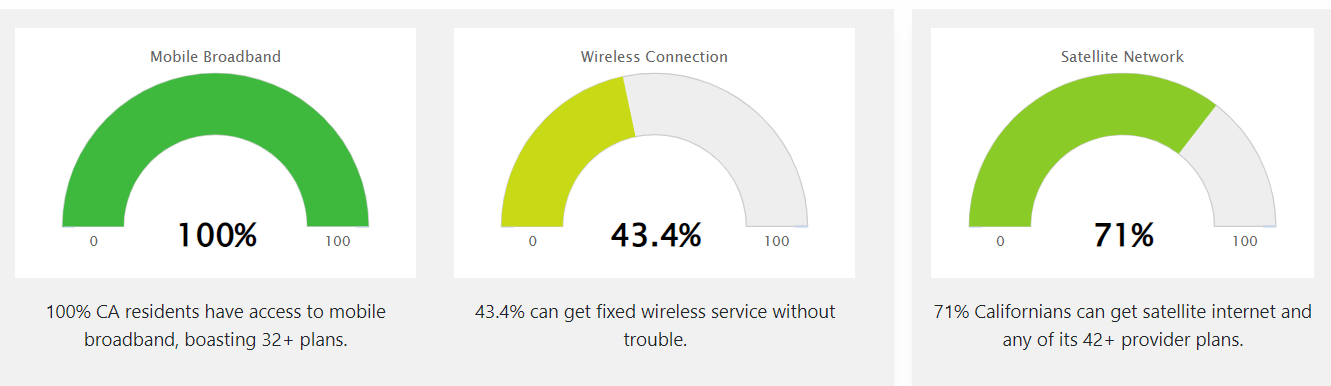 Mobile Broadband
0
100%
100
100% CA residents have access to mobile
broadband, boasting 32+ plans.
Wireless Connection
0
43.4%
100
43.4% can get fixed wireless service without
trouble.
Satellite Network
0
71%
100
71% Californians can get satellite internet and
any of its 42+ provider plans.